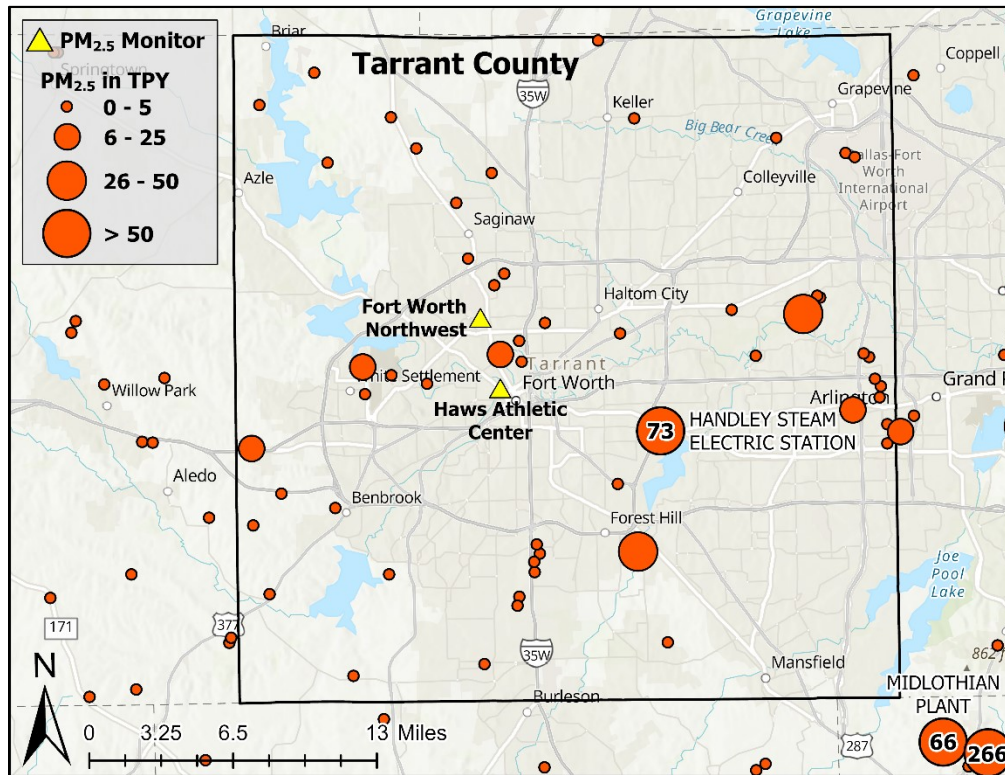 PM2.5 Monitor
Springtown
PM2.5 in TPY
0 - 5
6 - 25
26 - 50
> 50
Briar
Tarrant County
35W
Grapevine
Lake
Coppell
Grapevine
Keller
Big Bear Creek
Dallas-Fort
Worth
International
Airport
Colleyville
Azle
Saginaw
Haltom City
Fort Worth
Northwest
Tarrant
Fort Worth
White Settlement
Haws Athletic
Center
Willow Park
Arlington
Grand
73
HANDLEY STEAM
ELECTRIC STATION
Aledo
Benbrook
Forest Hill
Joe
Pool
Lake
171
377
35W
Mansfield
862 f
MIDLOTHIAN
PLANT
N
Burleson
0 3.25 6.5 13 Miles
287
66
266